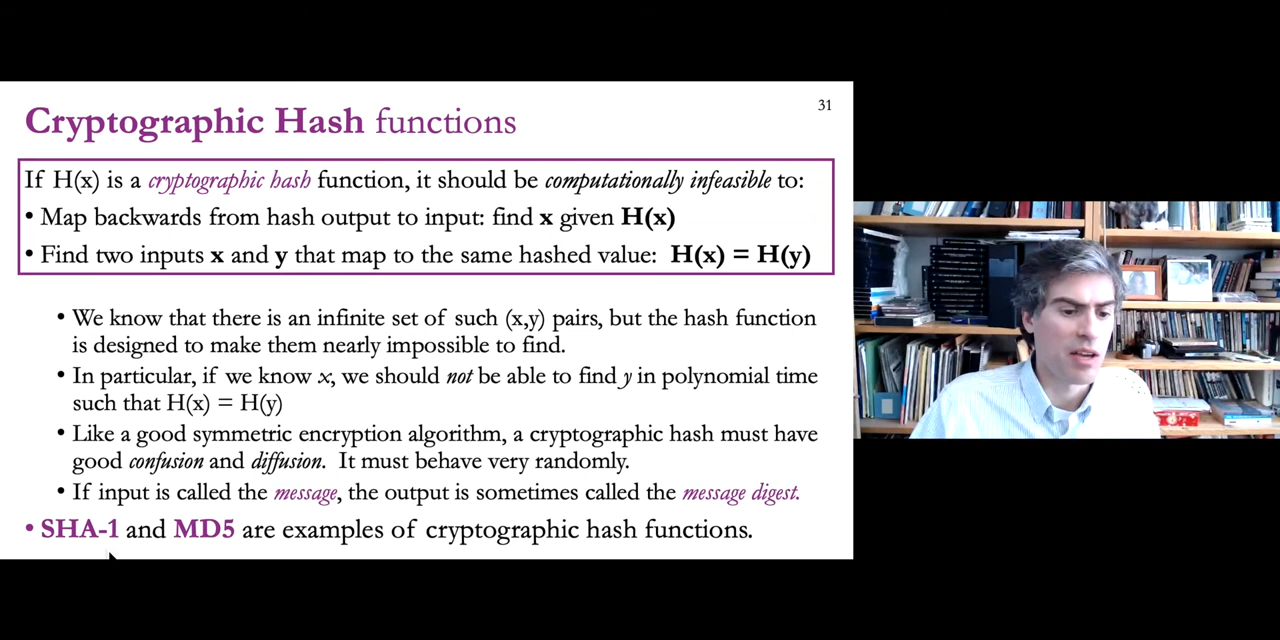 31
Cryptographic Hash functions
If H(x) is a cryptographic hash function, it should be computationally infeasible to:
• Map backwards from hash output to input: find x given H(x)
• Find two inputs x and y that map to the same hashed value: H(x) = H(y)
• We know that there is an infinite set of such (x,y) pairs, but the hash function
is designed to make them nearly impossible to find.
• In particular, if we know x, we should not be able to find y in polynomial time
such that H(x) = H(y)
• Like a good symmetric encryption algorithm, a cryptographic hash must have
good confusion and diffusion. It must behave very randomly.
• If input is called the message, the output is sometimes called the message digest.
• SHA-1 and MD5 are examples of cryptographic hash functions.